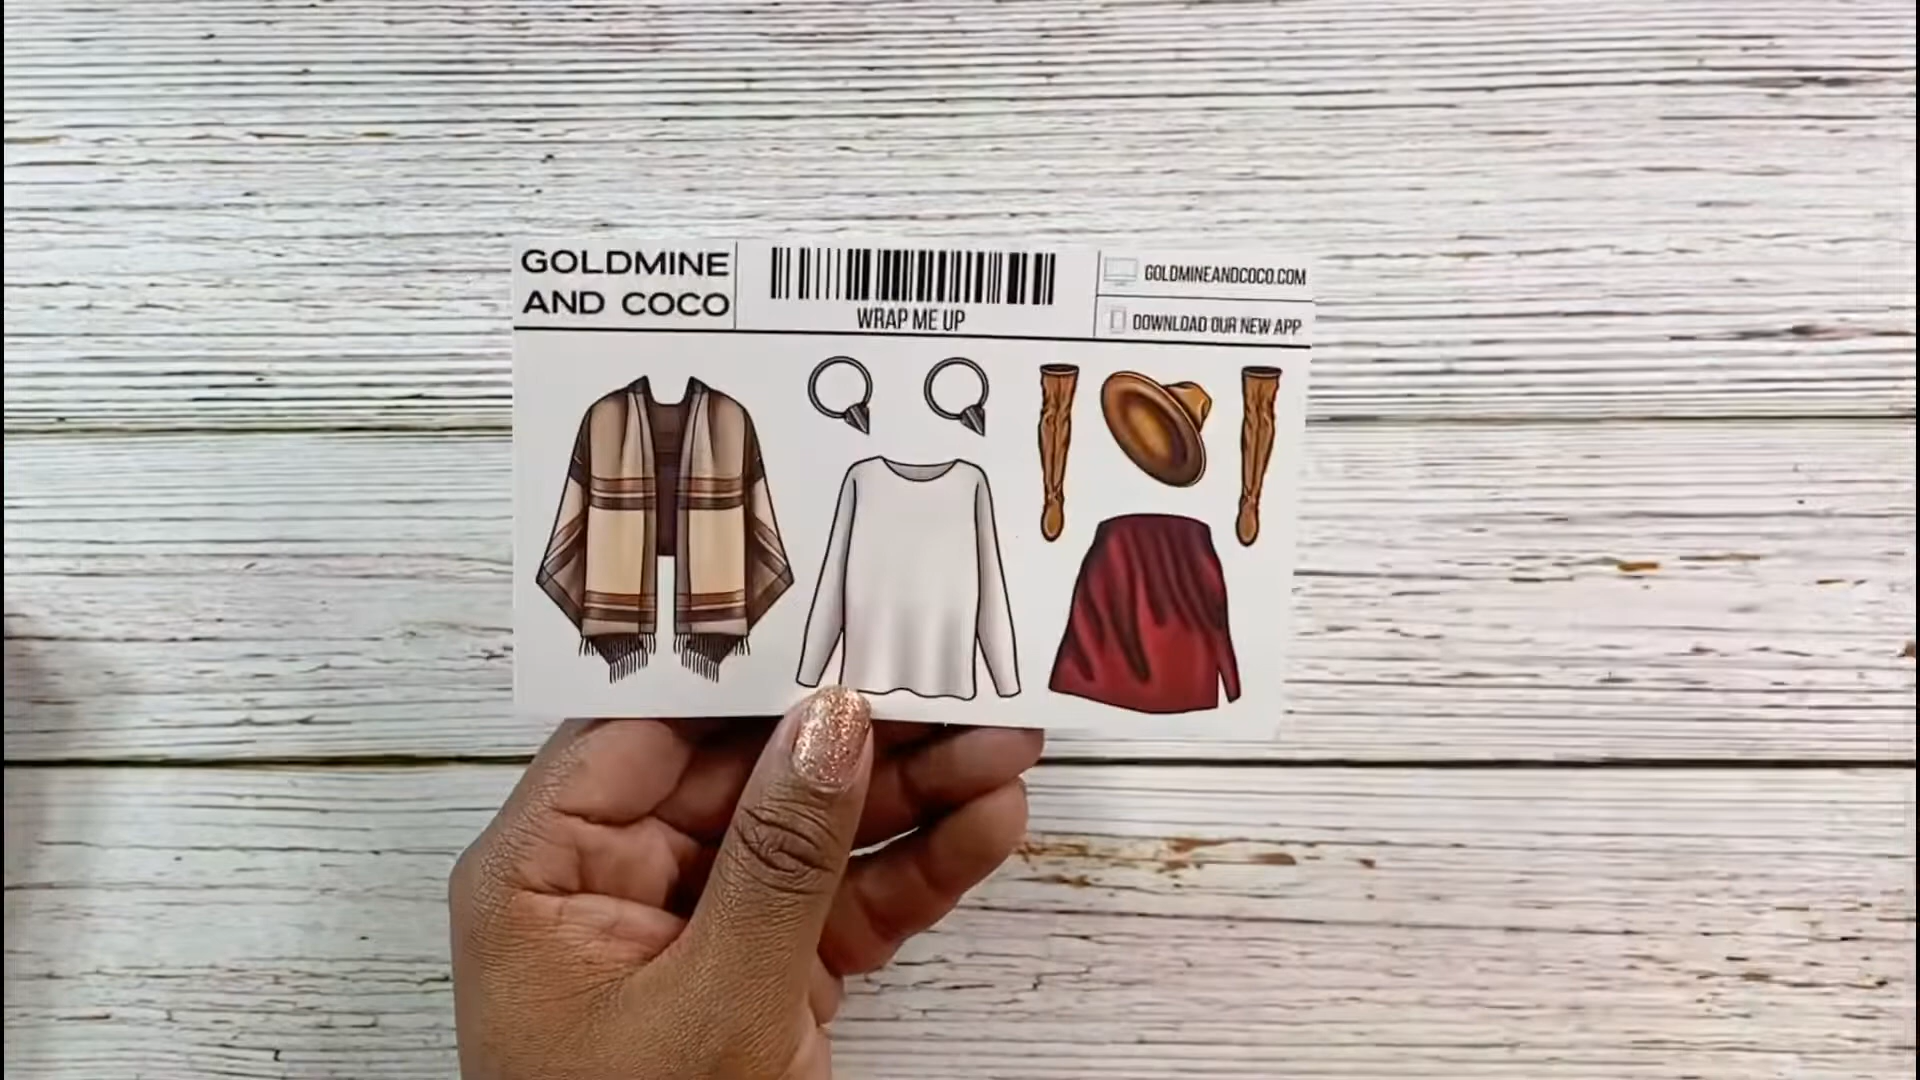 GOLDMINE
AND COCO
WRAP ME UP
GOLDMINEANDCOCO.COM
DOWNLOAD OUR NEW APP